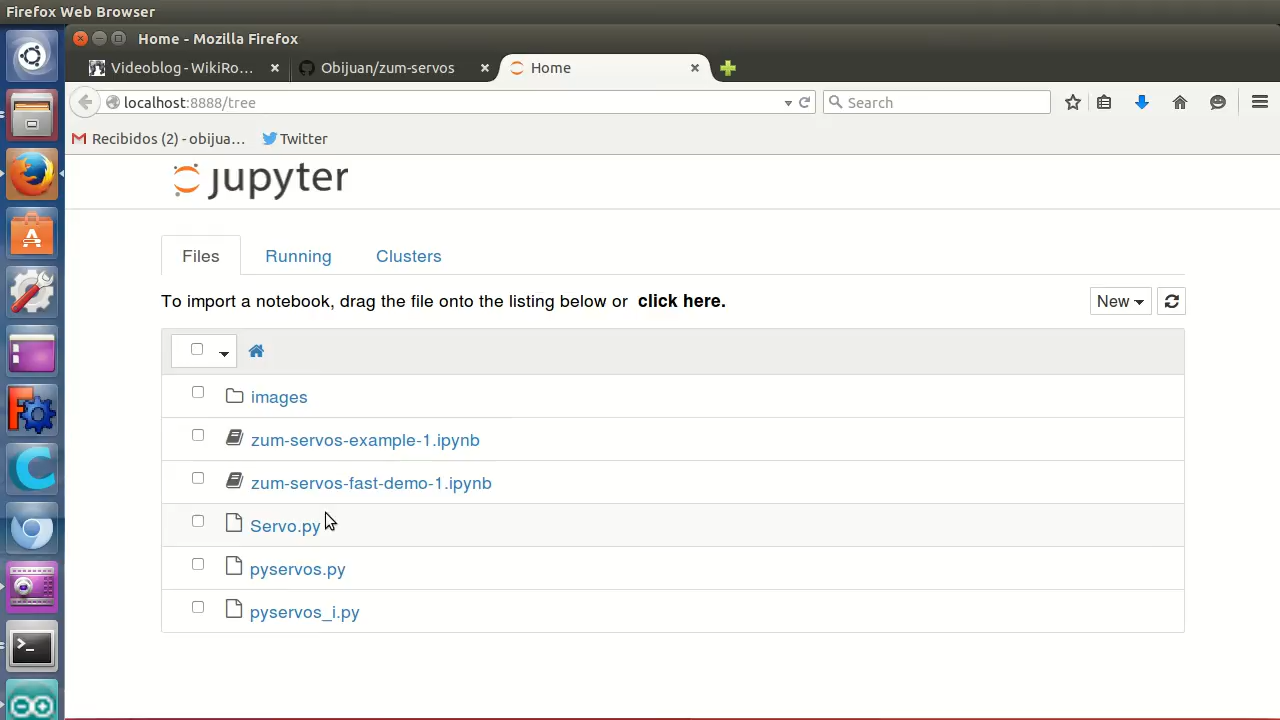 Firefox Web Browser
Home - Mozilla Firefox
Videoblog - WikiRo... Obijuan/zum-servos Home
localhost:8888/tree Search
Recibidos (2) - obijua... Twitter
jupyter
Files Running Clusters
To import a notebook, drag the file onto the listing below or click here. New
images
zum-servos-example-1.ipynb
zum-servos-fast-demo-1.ipynb
Servo.py
pyservos.py
pyservos_i.py